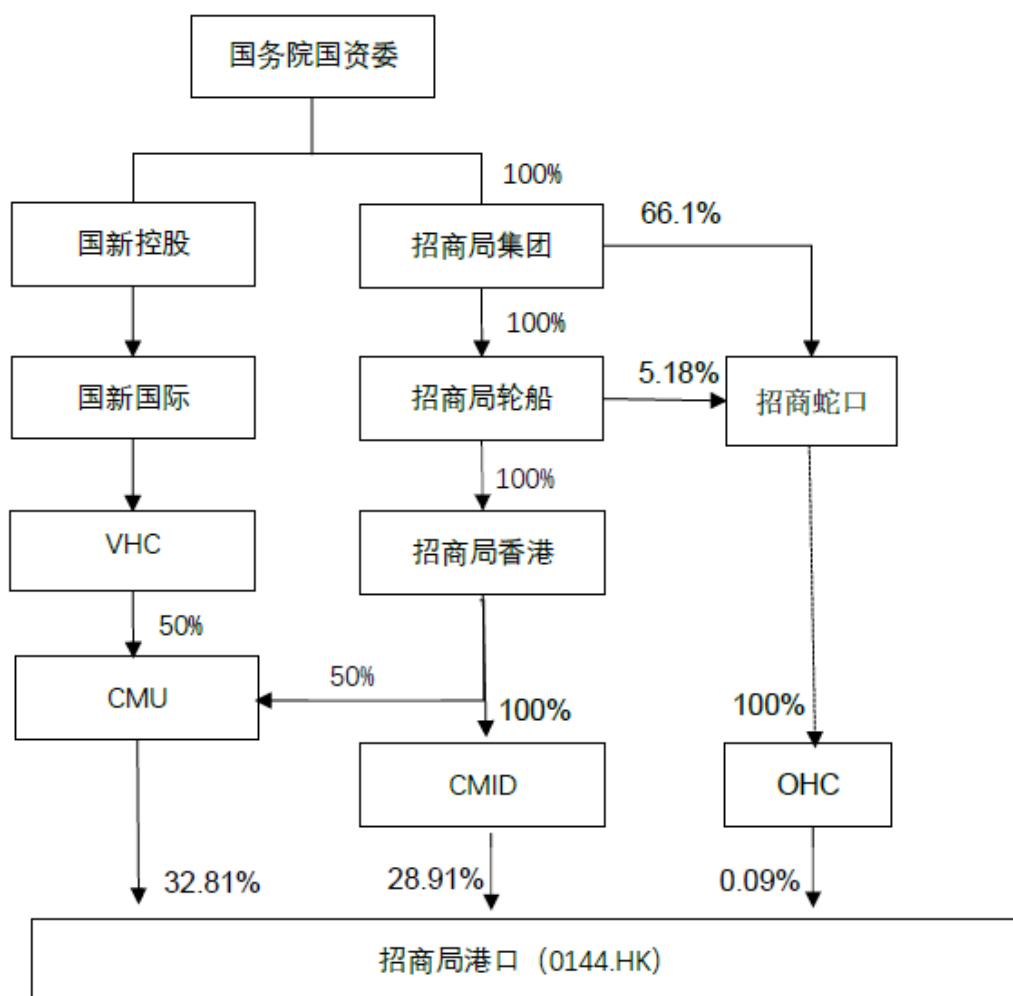 国务院国资委
100%
66.1%
国新控股
招商局集团
100%
国新国际
招商局轮船
5.18%
招商蛇口
100%
VHC
招商局香港
50%
CMU
50%
100%
100%
CMID
OHC
32.81%
28.91%
0.09%
招商局港口（0144.HK）